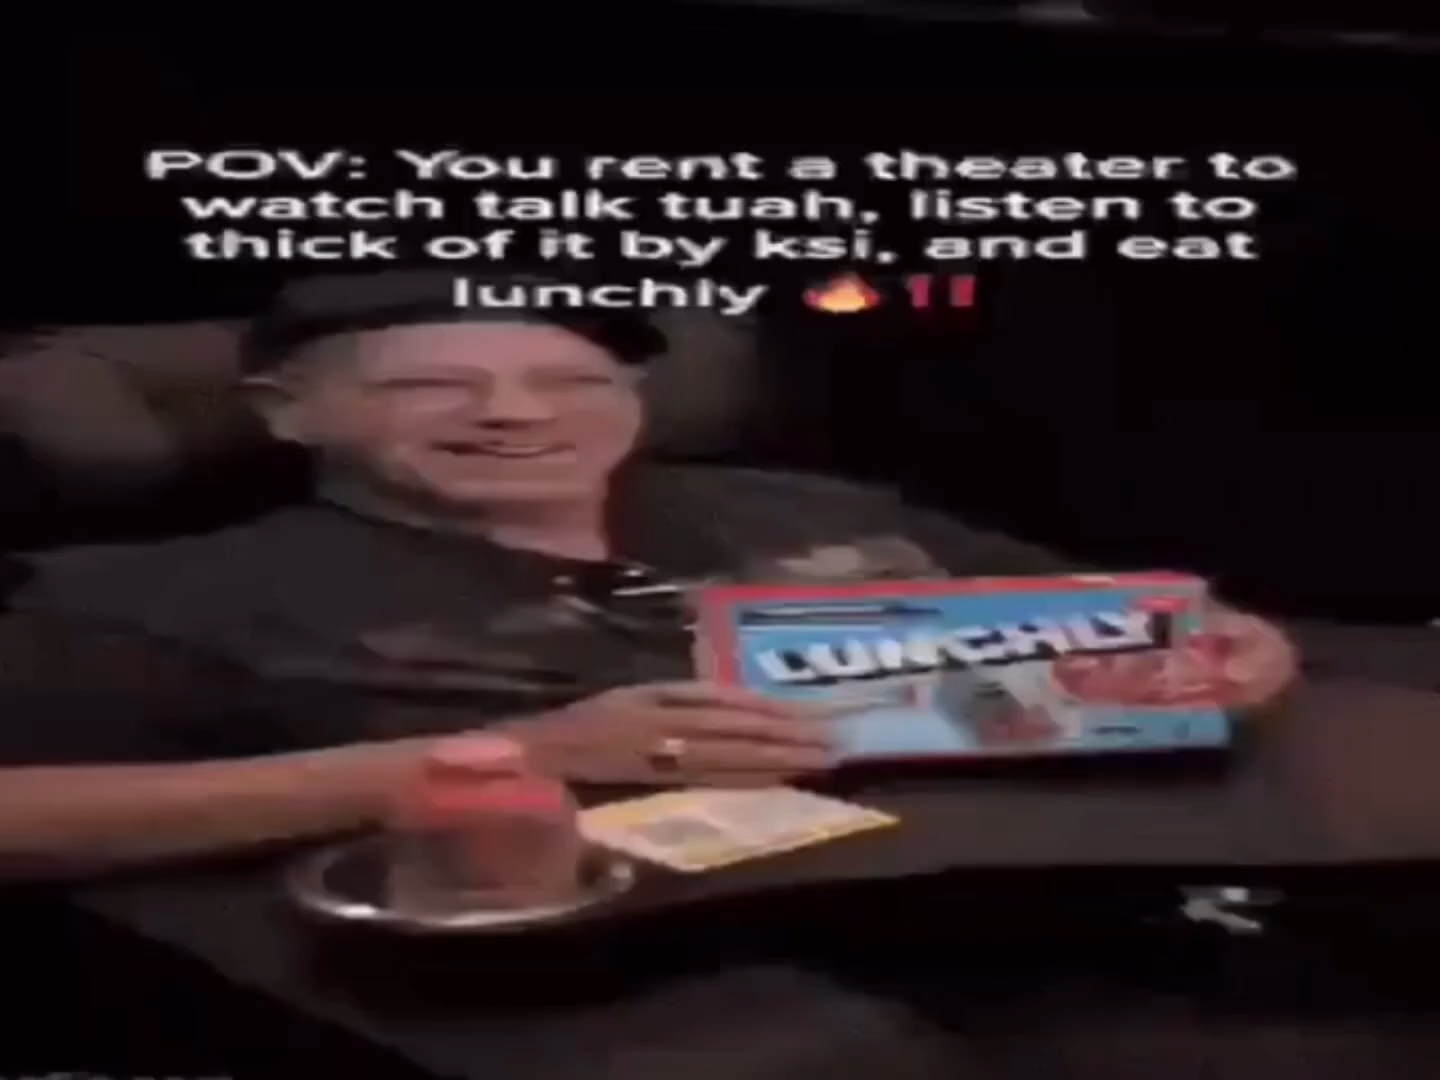 POV: You rent a theater to
watch talk tuah, listen to
thick of it by ksi, and eat
lunchly 🔥‼️
LUNCHLY